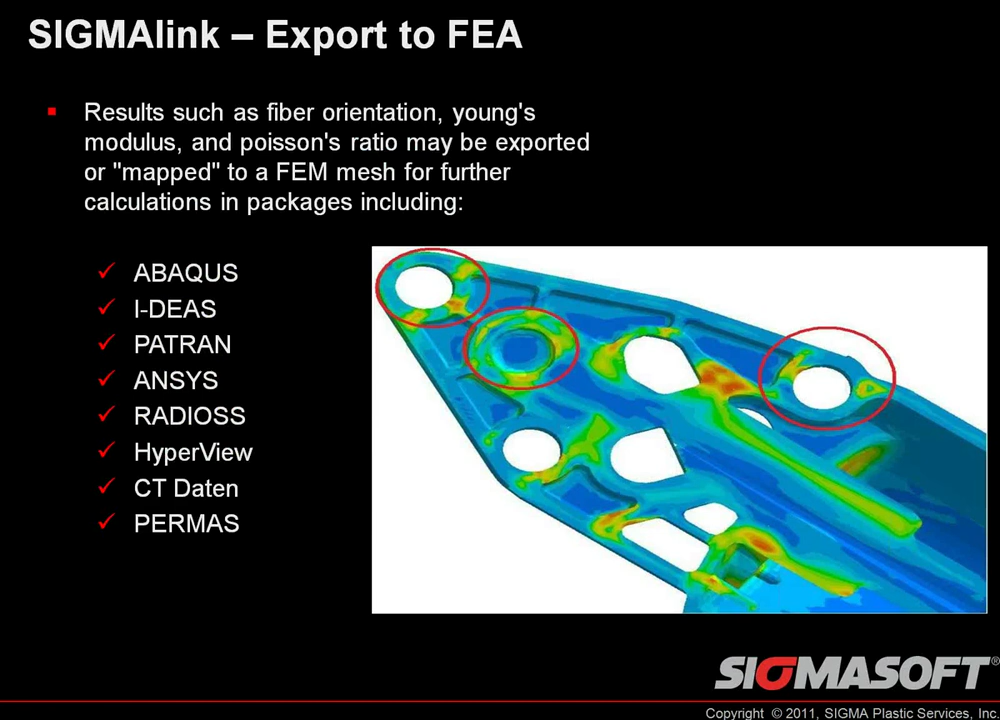 SIGMAlink – Export to FEA
Results such as fiber orientation, young's
modulus, and poisson's ratio may be exported
or "mapped" to a FEM mesh for further
calculations in packages including:
ABAQUS
I-DEAS
PATRAN
ANSYS
RADIOSS
HyperView
CT Daten
PERMAS
SIGMASOFT®
Copyright © 2011, SIGMA Plastic Services, Inc.